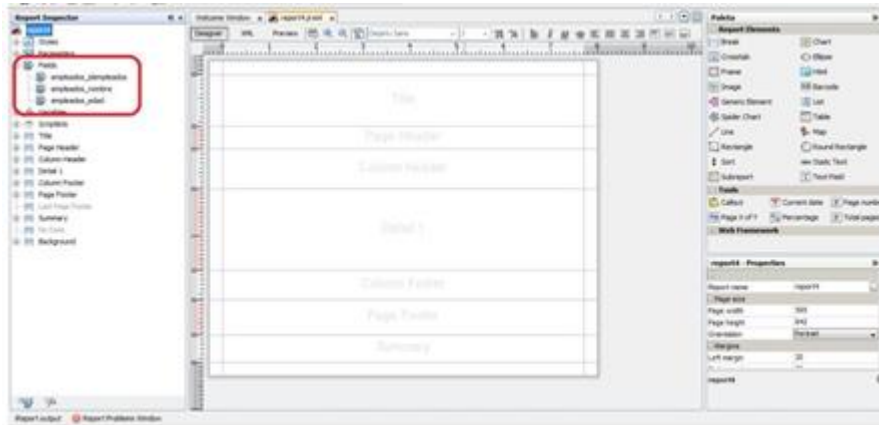 Report Inspector
Welcome Window
report4.jrxml
Designer
XML
Preview
report4
Styles
Parameters
Fields
empleados_idempleados
empleados_nombre
empleados_edad
Variables
Scriptlets
Title
Page Header
Column Header
Detail 1
Column Footer
Page Footer
Last Page Footer
Summary
No Data
Background
Title
Page Header
Column Header
Detail 1
Column Footer
Page Footer
Summary
Paleta
Report Elements
Break
Chart
Crosstab
Ellipse
Frame
Html
Image
Barcode
Generic Element
List
Spider Chart
Table
Line
Map
Rectangle
Round Rectangle
Sort
Static Text
Subreport
Text Field
Tools
Callout
Current date
Page number
Page X of Y
Percentage
Total pages
Web Framework
report4 - Properties
Report name
report4
Page size
Page width
595
Page height
842
Orientation
Portrait
Margins
Left margin
20
report4
Report output
Report Problems Window